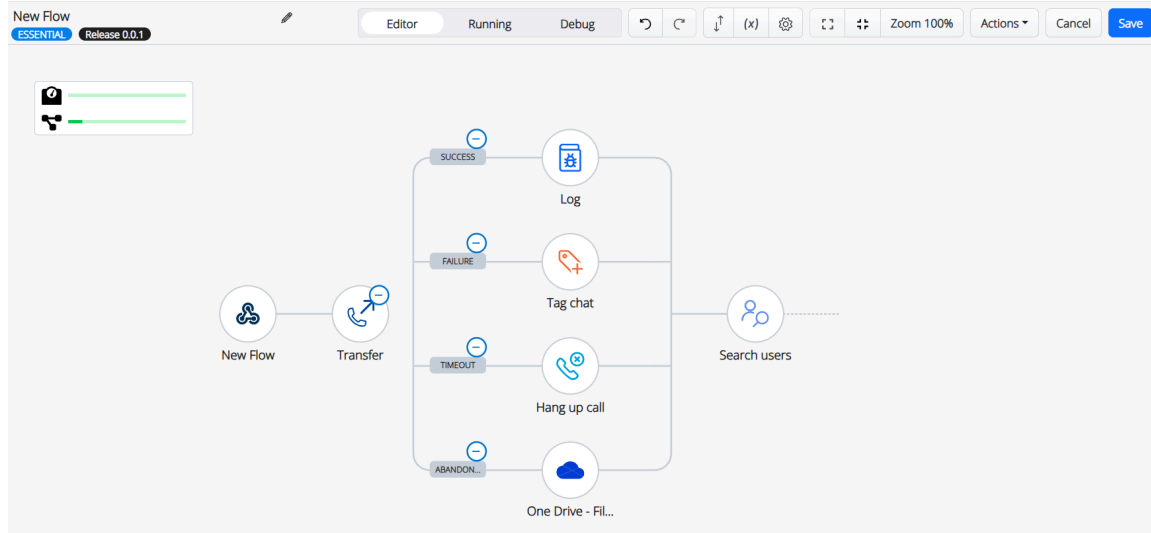 New Flow
ESSENTIAL Release 0.0.1
Editor Running Debug (x) Zoom 100% Actions Cancel Save
SUCCESS
Log
FAILURE
Tag chat
New Flow
Transfer
Search users
TIMEOUT
Hang up call
ABANDON...
One Drive - Fil...